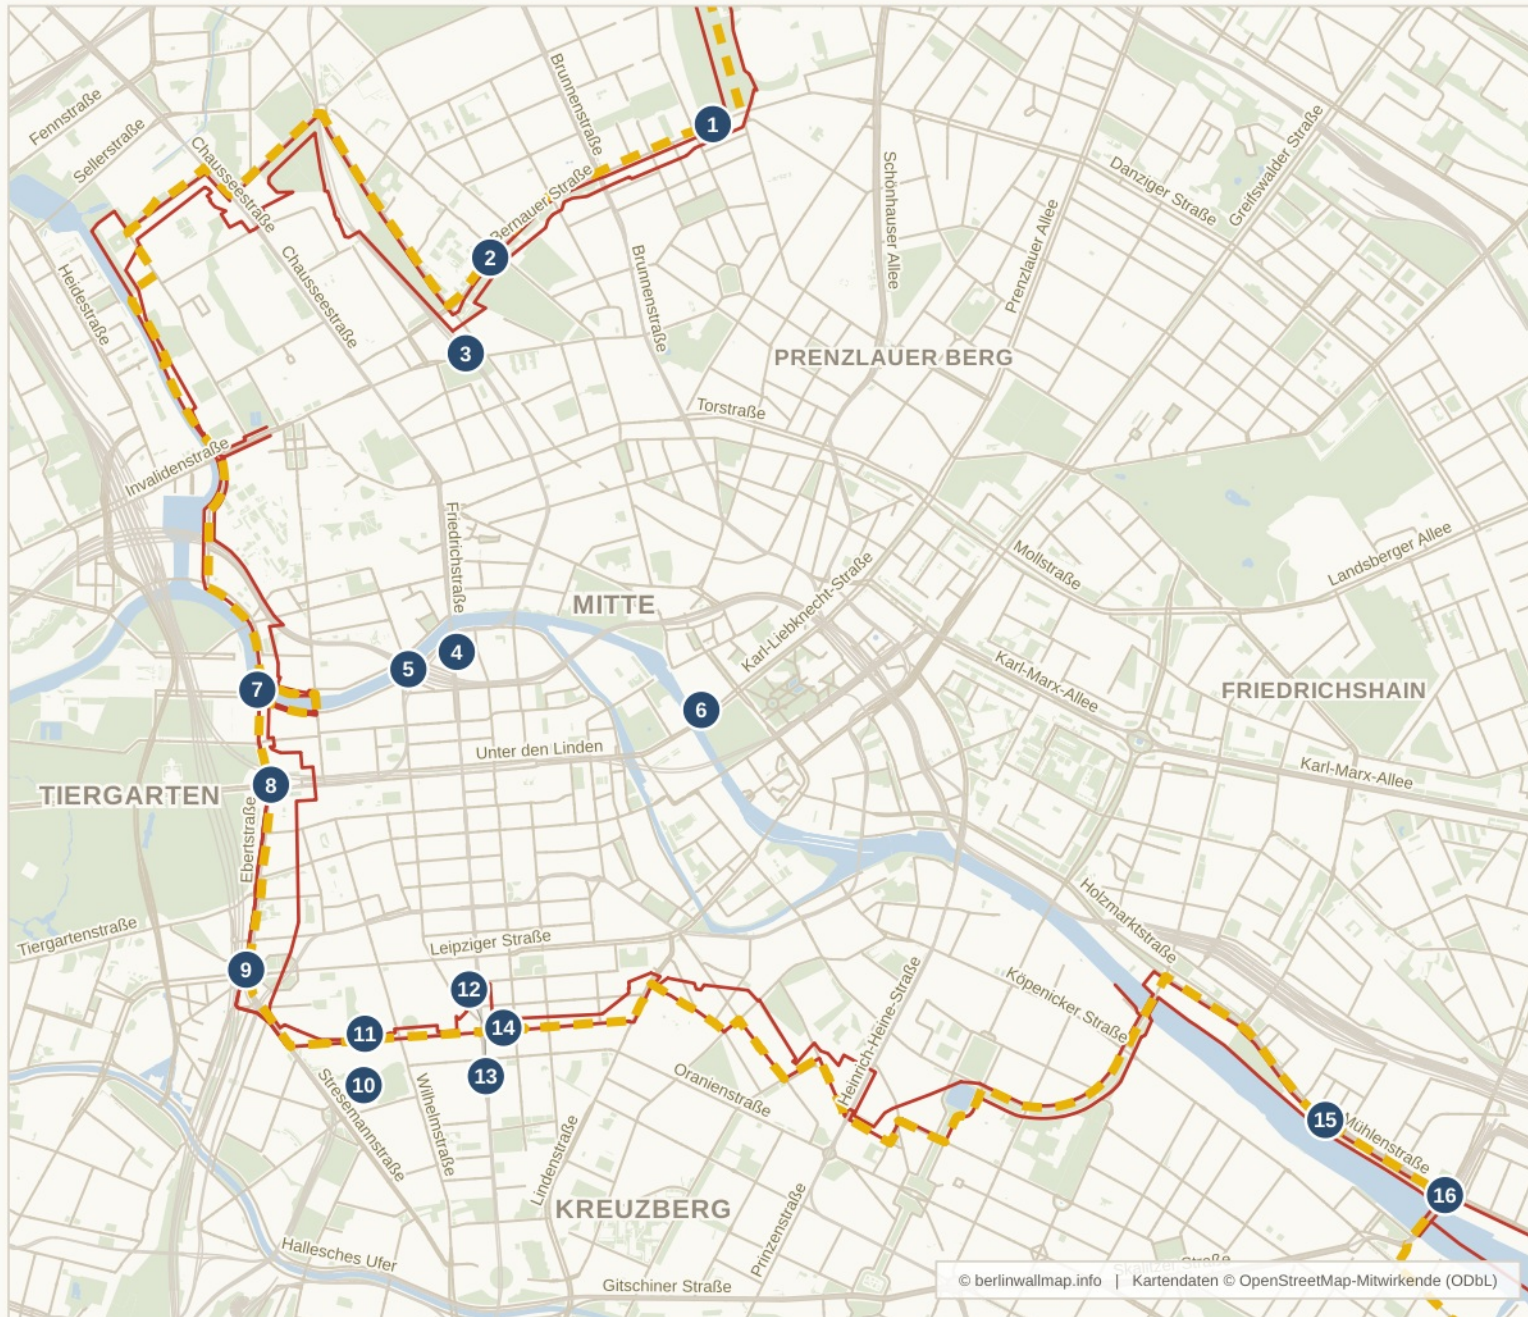 Fennstraße
Sellerstraße
Chausseestraße
Brunnenstraße
1
Schönhauser Allee
Danziger Straße
Greifswalder Straße
Prenzlauer Allee
Bernauer Straße
2
Heidestraße
Chausseestraße
Brunnenstraße
3
PRENZLAUER BERG
Torstraße
Invalidenstraße
Friedrichstraße
MITTE
Karl-Liebknecht-Straße
Mollstraße
Landsberger Allee
4
5
6
7
Karl-Marx-Allee
FRIEDRICHSHAIN
Unter den Linden
8
TIERGARTEN
Karl-Marx-Allee
Ebertstraße
Holzmarktstraße
Tiergartenstraße
Leipziger Straße
9
12
Köpenicker Straße
11
14
Heinrich-Heine-Straße
10
13
Oranienstraße
Stresemannstraße
Wilhelmstraße
Lindenstraße
15
Mühlenstraße
16
KREUZBERG
Prinzenstraße
Hallesches Ufer
Gitschiner Straße
Skalitzer Straße
© berlinwallmap.info | Kartendaten © OpenStreetMap-Mitwirkende (ODbL)